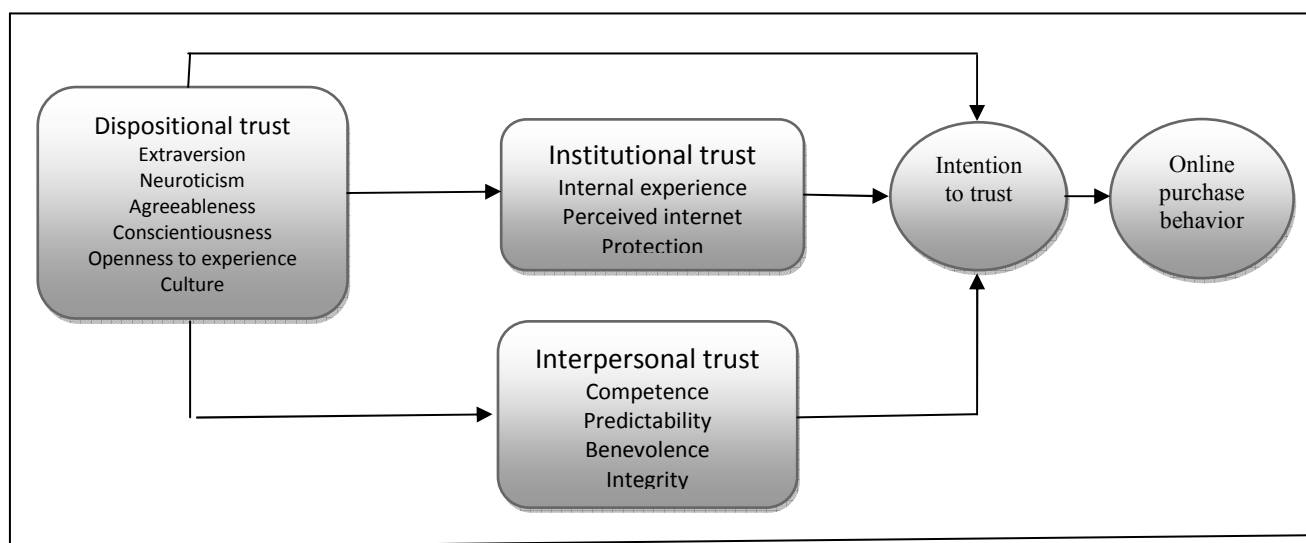 Dispositional trust
Extraversion
Neuroticism
Agreeableness
Conscientiousness
Openness to experience
Culture
Institutional trust
Internal experience
Perceived internet
Protection
Interpersonal trust
Competence
Predictability
Benevolence
Integrity
Intention
to trust
Online
purchase
behavior